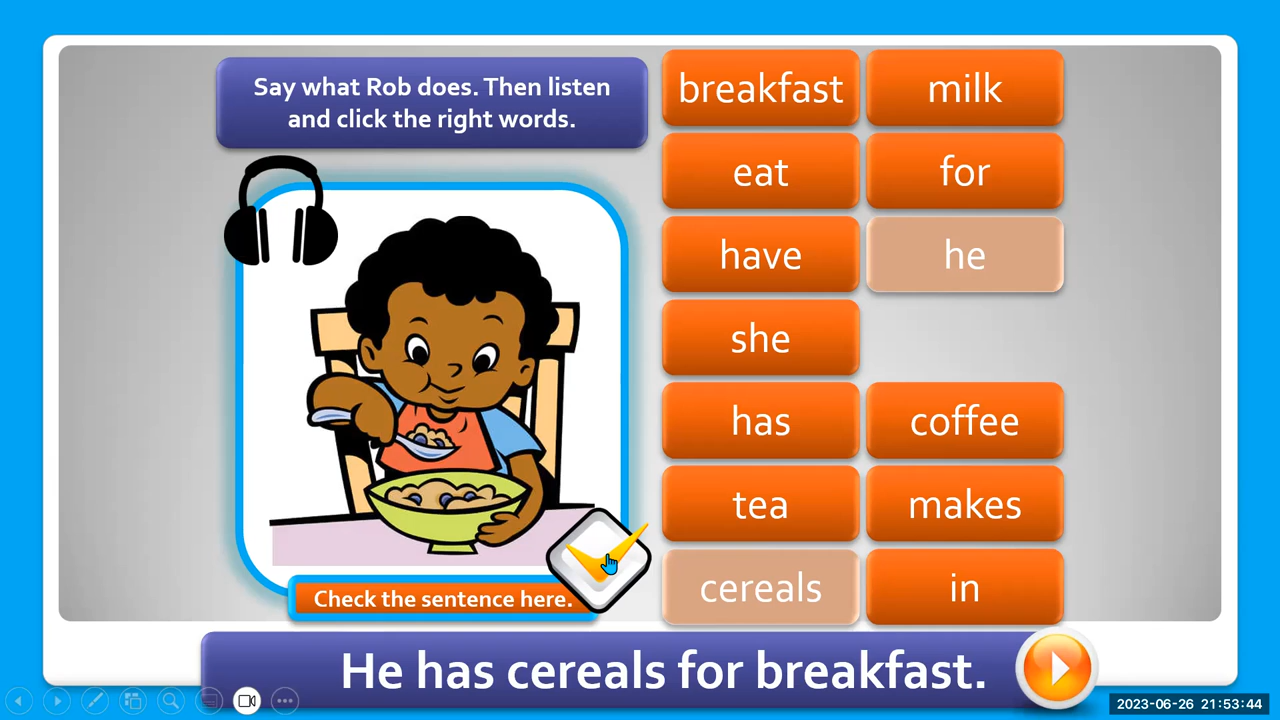 Say what Rob does. Then listen
and click the right words.
breakfast
milk
eat
for
have
he
she
has
coffee
tea
makes
cereals
in
Check the sentence here.
He has cereals for breakfast.
2023-06-26 21:53:44